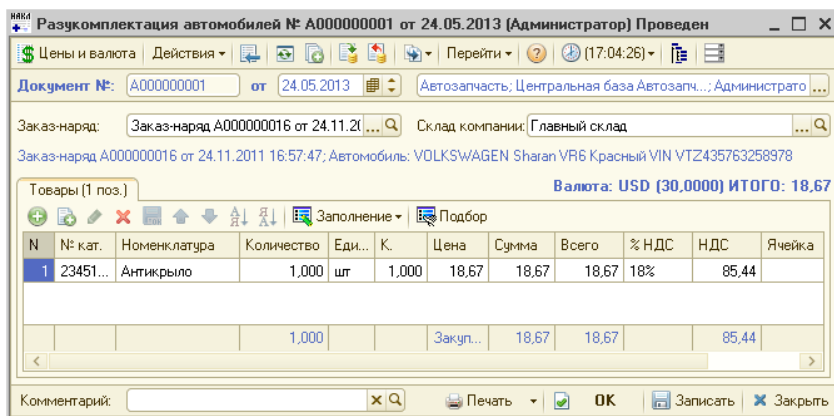 Разукомплектация автомобилей № А000000001 от 24.05.2013 (Администратор) Проведен
Цены и валюта Действия Перейти (17:04:26)
Документ №: А000000001 от 24.05.2013 Автозапчасть; Центральная база Автозапч...; Администрато ...
Заказ-наряд: Заказ-наряд А000000016 от 24.11.20 ... Склад компании: Главный склад ...
Заказ-наряд А000000016 от 24.11.2011 16:57:47; Автомобиль: VOLKSWAGEN Sharan VR6 Красный VIN VTZ435763258978
Товары (1 поз.) Валюта: USD (30,0000) ИТОГО: 18,67
Заполнение Подбор
N № кат. Номенклатура Количество Еди... К. Цена Сумма Всего % НДС НДС Ячейка
1 23451... Антикрыло 1,000 шт 1,000 18,67 18,67 18,67 18% 85,44
1,000 Закуп... 18,67 18,67 85,44
Комментарий: Печать OK Записать Закрыть